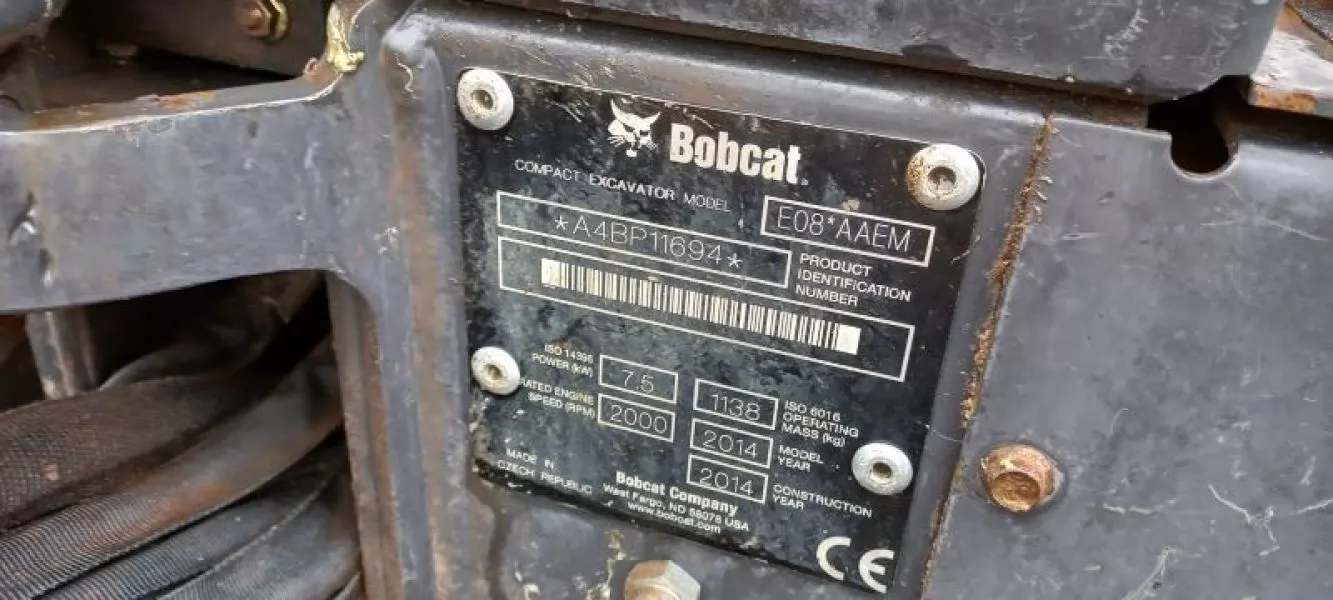 Bobcat
COMPACT EXCAVATOR MODEL
E08*AAEM
*A4BP11694*
PRODUCT
IDENTIFICATION
NUMBER
ISO 14396
POWER (kW)
7.5
RATED ENGINE
SPEED (RPM)
2000
1138
ISO 6016
OPERATING
MASS (kg)
2014
MODEL
YEAR
2014
CONSTRUCTION
YEAR
MADE IN
CZECH REPUBLIC
Bobcat Company
West Fargo, ND 58078 USA
www.bobcat.com
CE